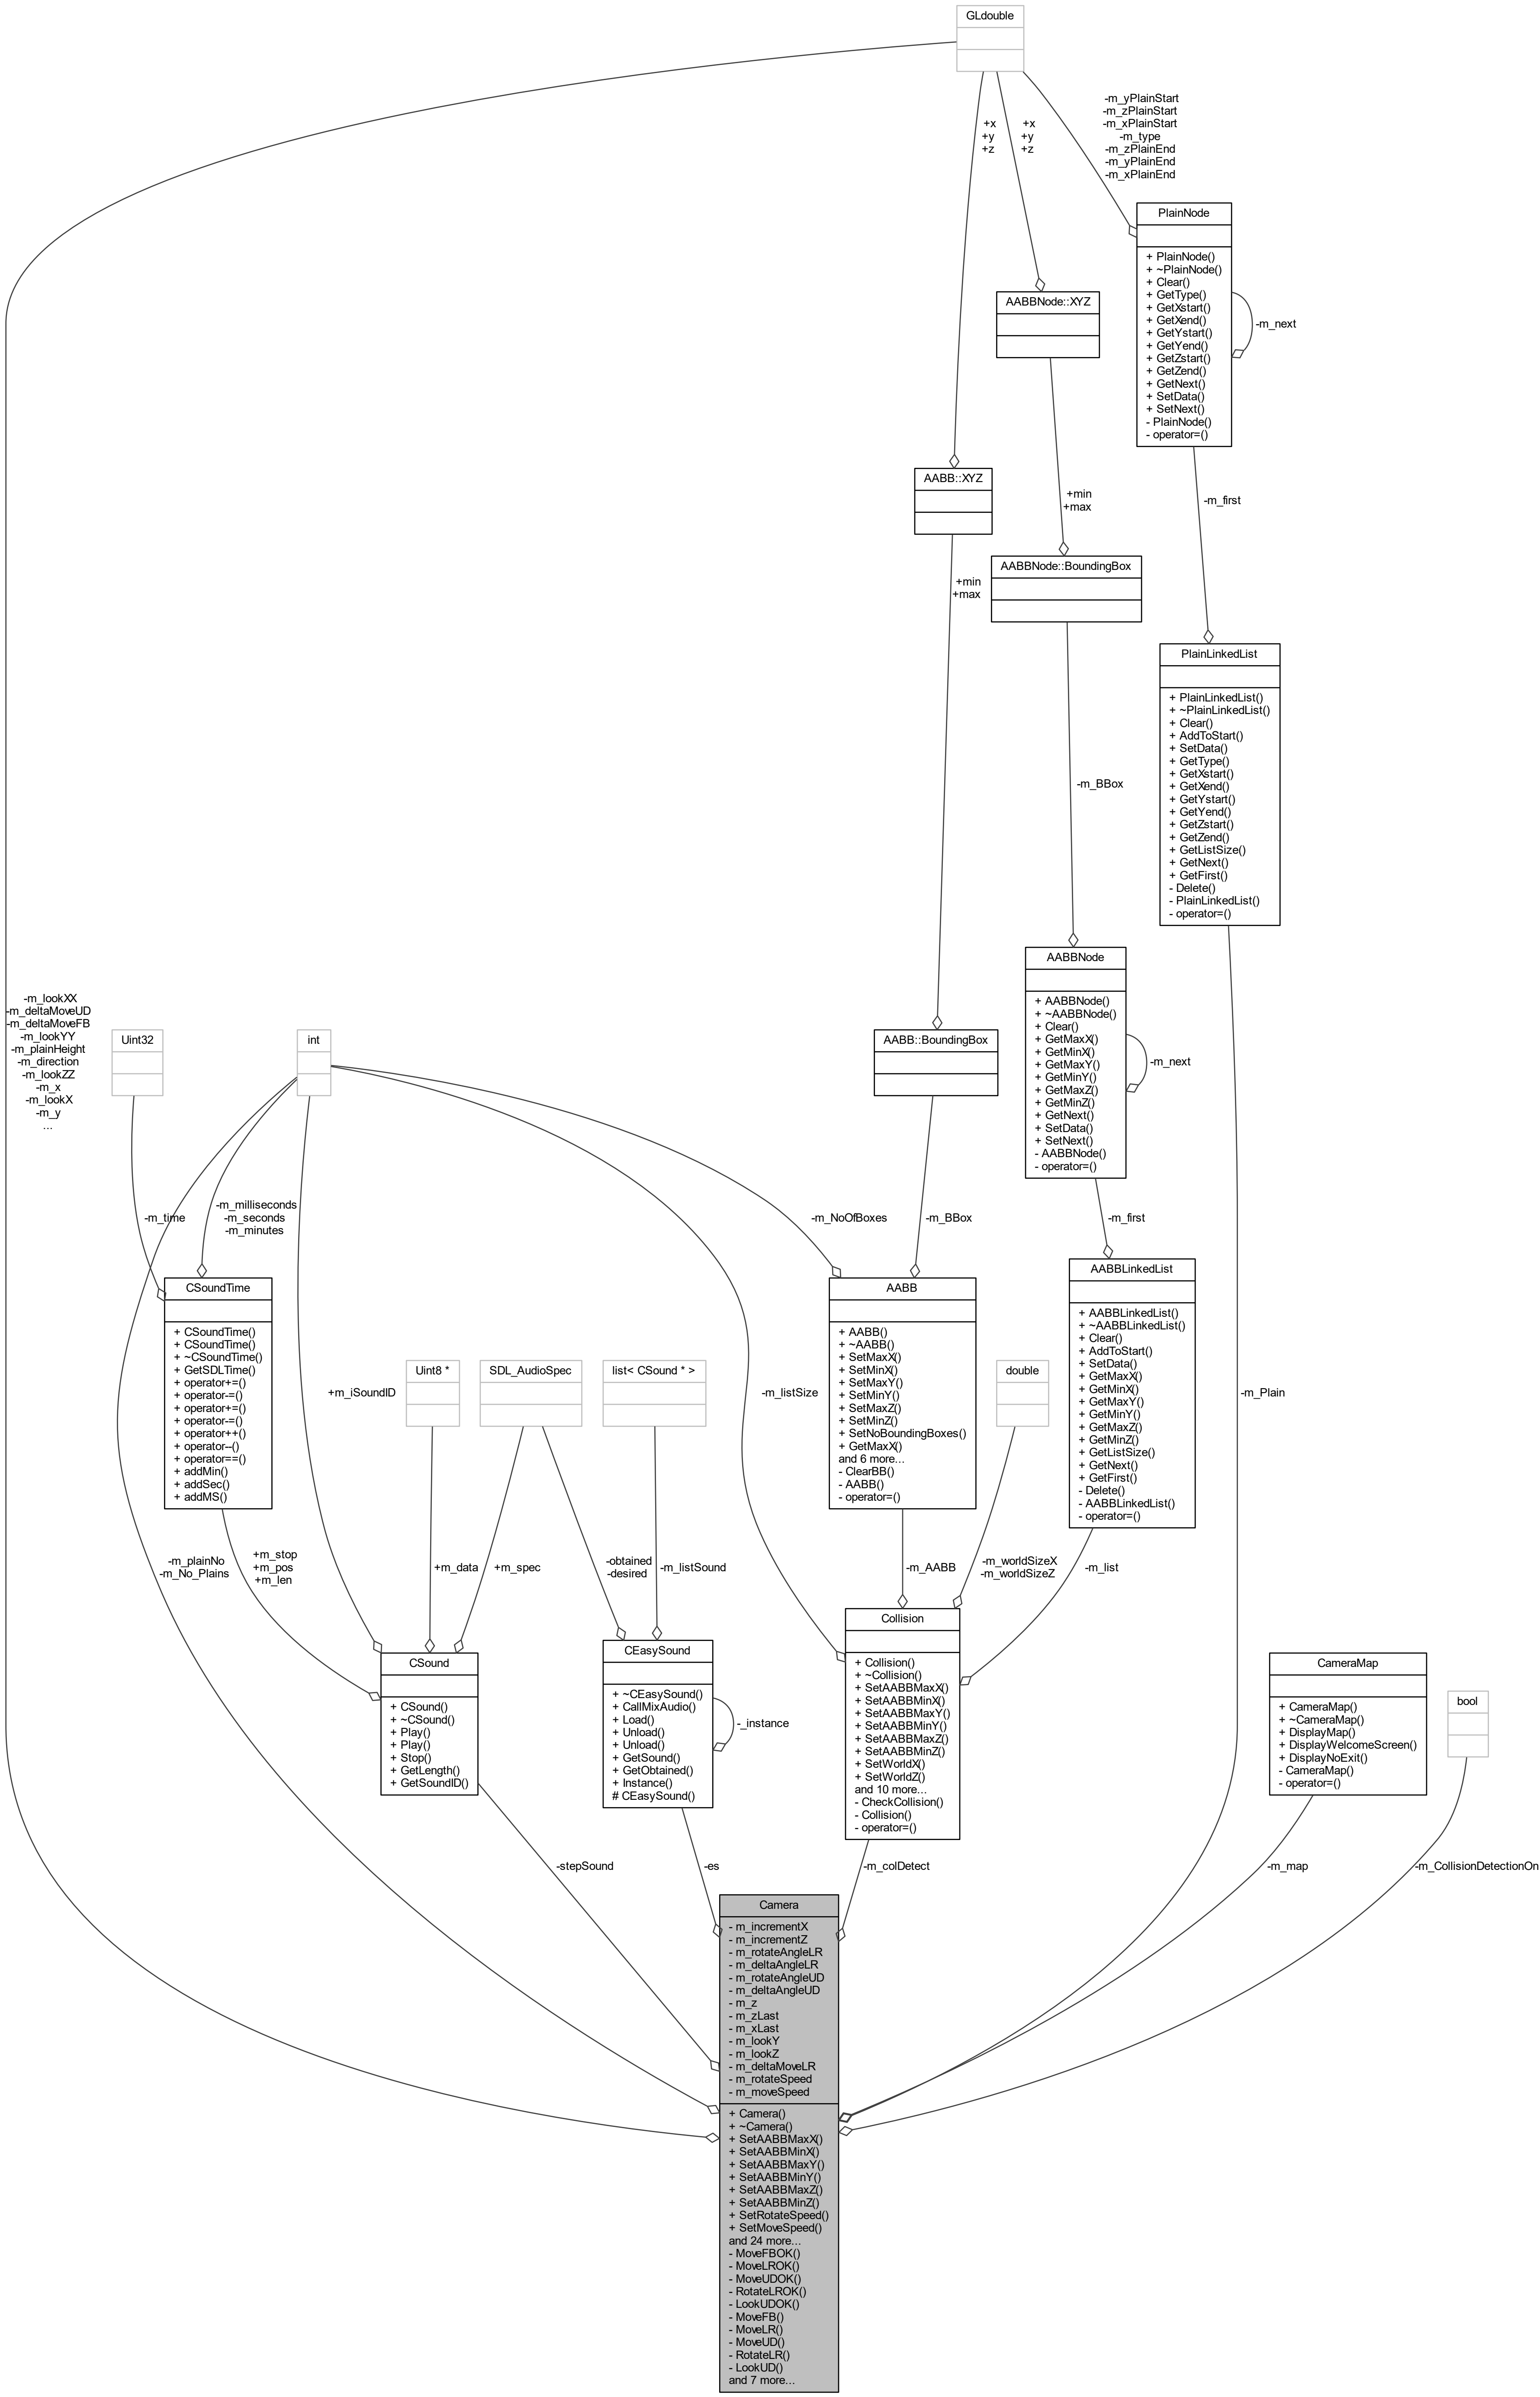 GLdouble
+x
+y
+z
+x
+y
+z
-m_yPlainStart
-m_zPlainStart
-m_xPlainStart
-m_type
-m_zPlainEnd
-m_yPlainEnd
-m_xPlainEnd
PlainNode
+ PlainNode()
+ ~PlainNode()
+ Clear()
+ GetType()
+ GetXstart()
+ GetXend()
+ GetYstart()
+ GetYend()
+ GetZstart()
+ GetZend()
+ GetNext()
+ SetData()
+ SetNext()
- PlainNode()
- operator=()
-m_next
AABBNode::XYZ
AABB::XYZ
+min
+max
-m_first
AABBNode::BoundingBox
+min
+max
PlainLinkedList
+ PlainLinkedList()
+ ~PlainLinkedList()
+ Clear()
+ AddToStart()
+ SetData()
+ GetType()
+ GetXstart()
+ GetXend()
+ GetYstart()
+ GetYend()
+ GetZstart()
+ GetZend()
+ GetListSize()
+ GetNext()
+ GetFirst()
- Delete()
- PlainLinkedList()
- operator=()
-m_BBox
AABBNode
+ AABBNode()
+ ~AABBNode()
+ Clear()
+ GetMaxX()
+ GetMinX()
+ GetMaxY()
+ GetMinY()
+ GetMaxZ()
+ GetMinZ()
+ GetNext()
+ SetData()
+ SetNext()
- AABBNode()
- operator=()
-m_next
-m_lookXX
-m_deltaMoveUD
-m_deltaMoveFB
-m_lookYY
-m_plainHeight
-m_direction
-m_lookZZ
-m_x
-m_lookX
-m_y
...
Uint32
int
AABB::BoundingBox
-m_time
-m_milliseconds
-m_seconds
-m_minutes
-m_NoOfBoxes
-m_BBox
-m_first
CSoundTime
+ CSoundTime()
+ CSoundTime()
+ ~CSoundTime()
+ GetSDLTime()
+ operator+=()
+ operator-=()
+ operator+=()
+ operator-=()
+ operator++()
+ operator--()
+ operator==()
+ addMin()
+ addSec()
+ addMS()
+m_iSoundID
Uint8 *
SDL_AudioSpec
list< CSound * >
-m_listSize
AABB
+ AABB()
+ ~AABB()
+ SetMaxX()
+ SetMinX()
+ SetMaxY()
+ SetMinY()
+ SetMaxZ()
+ SetMinZ()
+ SetNoBoundingBoxes()
+ GetMaxX()
and 6 more...
- ClearBB()
- AABB()
- operator=()
double
AABBLinkedList
+ AABBLinkedList()
+ ~AABBLinkedList()
+ Clear()
+ AddToStart()
+ SetData()
+ GetMaxX()
+ GetMinX()
+ GetMaxY()
+ GetMinY()
+ GetMaxZ()
+ GetMinZ()
+ GetListSize()
+ GetNext()
+ GetFirst()
- Delete()
- AABBLinkedList()
- operator=()
-m_Plain
-m_plainNo
-m_No_Plains
+m_stop
+m_pos
+m_len
+m_data
+m_spec
-obtained
-desired
-m_listSound
-m_AABB
-m_worldSizeX
-m_worldSizeZ
-m_list
CSound
+ CSound()
+ ~CSound()
+ Play()
+ Play()
+ Stop()
+ GetLength()
+ GetSoundID()
CEasySound
+ ~CEasySound()
+ CallMixAudio()
+ Load()
+ Unload()
+ Unload()
+ GetSound()
+ GetObtained()
+ Instance()
# CEasySound()
-_instance
Collision
+ Collision()
+ ~Collision()
+ SetAABBMaxX()
+ SetAABBMinX()
+ SetAABBMaxY()
+ SetAABBMinY()
+ SetAABBMaxZ()
+ SetAABBMinZ()
+ SetWorldX()
+ SetWorldZ()
and 10 more...
- CheckCollision()
- Collision()
- operator=()
CameraMap
+ CameraMap()
+ ~CameraMap()
+ DisplayMap()
+ DisplayWelcomeScreen()
+ DisplayNoExit()
- CameraMap()
- operator=()
bool
-stepSound
-es
-m_colDetect
-m_map
-m_CollisionDetectionOn
Camera
- m_incrementX
- m_incrementZ
- m_rotateAngleLR
- m_deltaAngleLR
- m_rotateAngleUD
- m_deltaAngleUD
- m_z
- m_zLast
- m_xLast
- m_lookY
- m_lookZ
- m_deltaMoveLR
- m_rotateSpeed
- m_moveSpeed
+ Camera()
+ ~Camera()
+ SetAABBMaxX()
+ SetAABBMinX()
+ SetAABBMaxY()
+ SetAABBMinY()
+ SetAABBMaxZ()
+ SetAABBMinZ()
+ SetRotateSpeed()
+ SetMoveSpeed()
and 24 more...
- MoveFBOK()
- MoveLROK()
- MoveUDOK()
- RotateLROK()
- LookUDOK()
- MoveFB()
- MoveLR()
- MoveUD()
- RotateLR()
- LookUD()
and 7 more...